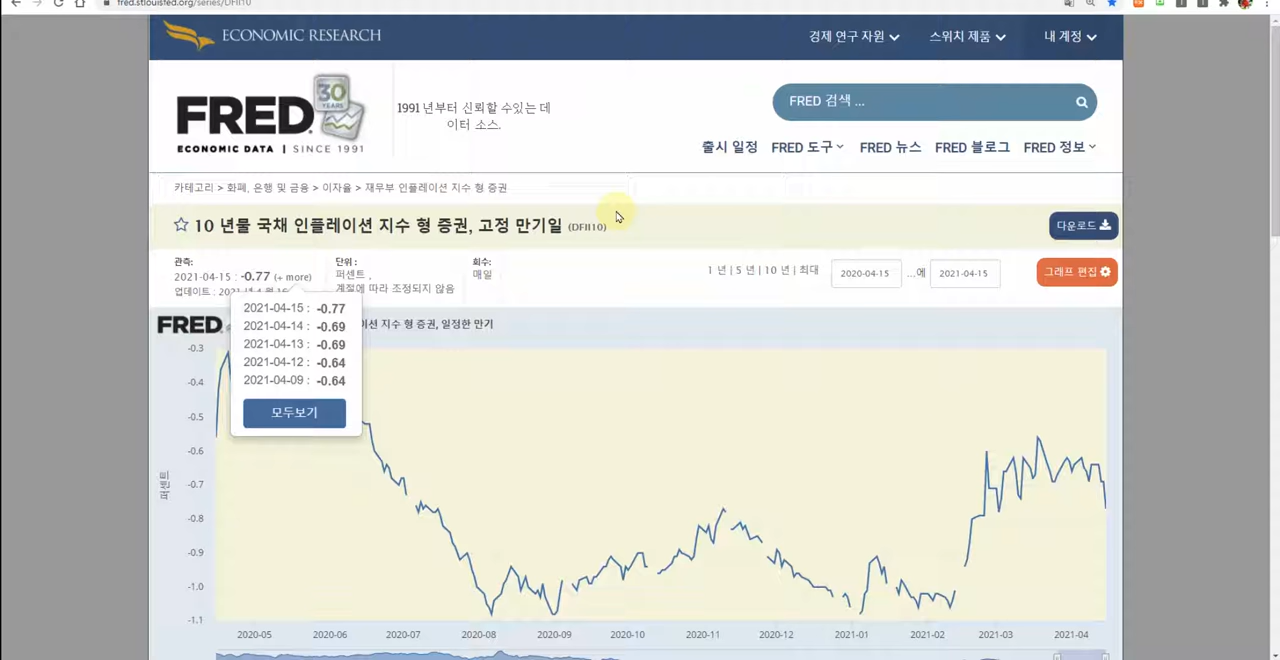 fred.stlouisfed.org/series/DFII10
ECONOMIC RESEARCH
경제 연구 자원
스위치 제품
내 계정
FRED
30
YEARS
ECONOMIC DATA | SINCE 1991
1991 년부터 신뢰할 수있는 데
이터 소스.
FRED 검색 ...
출시 일정 FRED 도구 FRED 뉴스 FRED 블로그 FRED 정보
카테고리 > 화폐, 은행 및 금융 > 이자율 > 재무부 인플레이션 지수 형 증권
10 년물 국채 인플레이션 지수 형 증권, 고정 만기일 (DFII10)
다운로드
관측:
2021-04-15 : -0.77 (+ more)
단위 :
퍼센트 ,
계절에 따라 조정되지 않음
회수:
매일
1 년 | 5 년 | 10 년 | 최대
2020-04-15
...에
2021-04-15
그래프 편집
2021-04-15 : -0.77
2021-04-14 : -0.69
2021-04-13 : -0.69
2021-04-12 : -0.64
2021-04-09 : -0.64
모두보기
FRED
지수 형 증권, 일정한 만기
-0.3
-0.4
-0.5
-0.6
-0.7
-0.8
-0.9
-1.0
-1.1
퍼센트
2020-05 2020-06 2020-07 2020-08 2020-09 2020-10 2020-11 2020-12 2021-01 2021-02 2021-03 2021-04